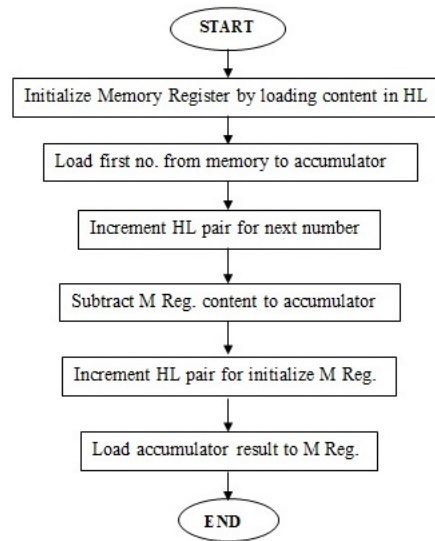 START
Initialize Memory Register by loading content in HL
Load first no. from memory to accumulator
Increment HL pair for next number
Subtract M Reg. content to accumulator
Increment HL pair for initialize M Reg.
Load accumulator result to M Reg.
END